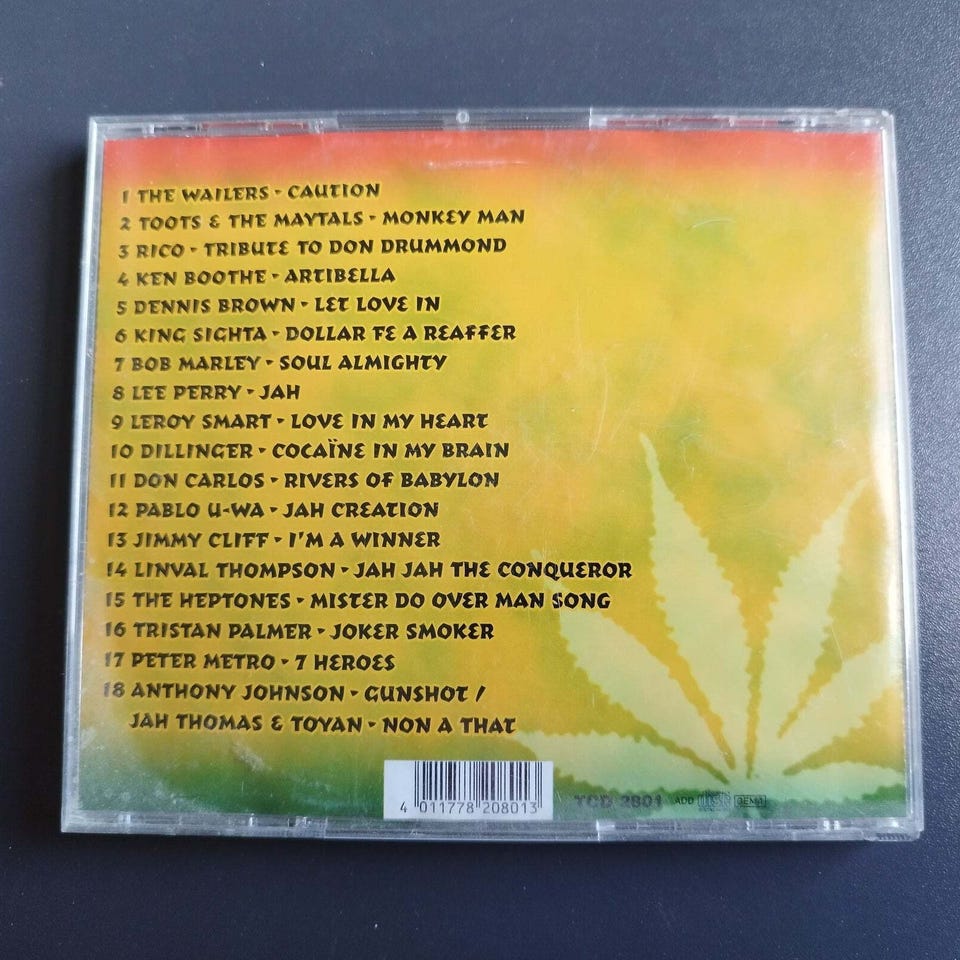 1 THE WAILERS - CAUTION
2 TOOTS & THE MAYTALS - MONKEY MAN
3 RICO - TRIBUTE TO DON DRUMMOND
4 KEN BOOTHE - ARTIBELLA
5 DENNIS BROWN - LET LOVE IN
6 KING SIGHTA - DOLLAR FE A REAFFER
7 BOB MARLEY - SOUL ALMIGHTY
8 LEE PERRY - JAH
9 LEROY SMART - LOVE IN MY HEART
10 DILLINGER - COCAÏNE IN MY BRAIN
11 DON CARLOS - RIVERS OF BABYLON
12 PABLO U-WA - JAH CREATION
13 JIMMY CLIFF - I'M A WINNER
14 LINVAL THOMPSON - JAH JAH THE CONQUEROR
15 THE HEPTONES - MISTER DO OVER MAN SONG
16 TRISTAN PALMER - JOKER SMOKER
17 PETER METRO - 7 HEROES
18 ANTHONY JOHNSON - GUNSHOT /
JAH THOMAS & TOYAN - NON A THAT
4 011778 208013
TCD 2801 ADD GEMA